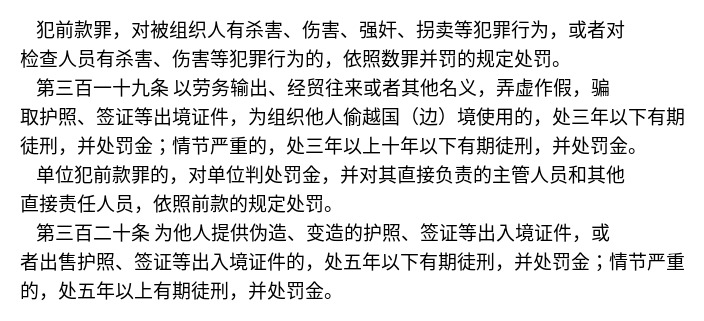 犯前款罪，对被组织人有杀害、伤害、强奸、拐卖等犯罪行为，或者对
检查人员有杀害、伤害等犯罪行为的，依照数罪并罚的规定处罚。
第三百一十九条 以劳务输出、经贸往来或者其他名义，弄虚作假，骗
取护照、签证等出境证件，为组织他人偷越国（边）境使用的，处三年以下有期
徒刑，并处罚金；情节严重的，处三年以上十年以下有期徒刑，并处罚金。
单位犯前款罪的，对单位判处罚金，并对其直接负责的主管人员和其他
直接责任人员，依照前款的规定处罚。
第三百二十条 为他人提供伪造、变造的护照、签证等出入境证件，或
者出售护照、签证等出入境证件的，处五年以下有期徒刑，并处罚金；情节严重
的，处五年以上有期徒刑，并处罚金。